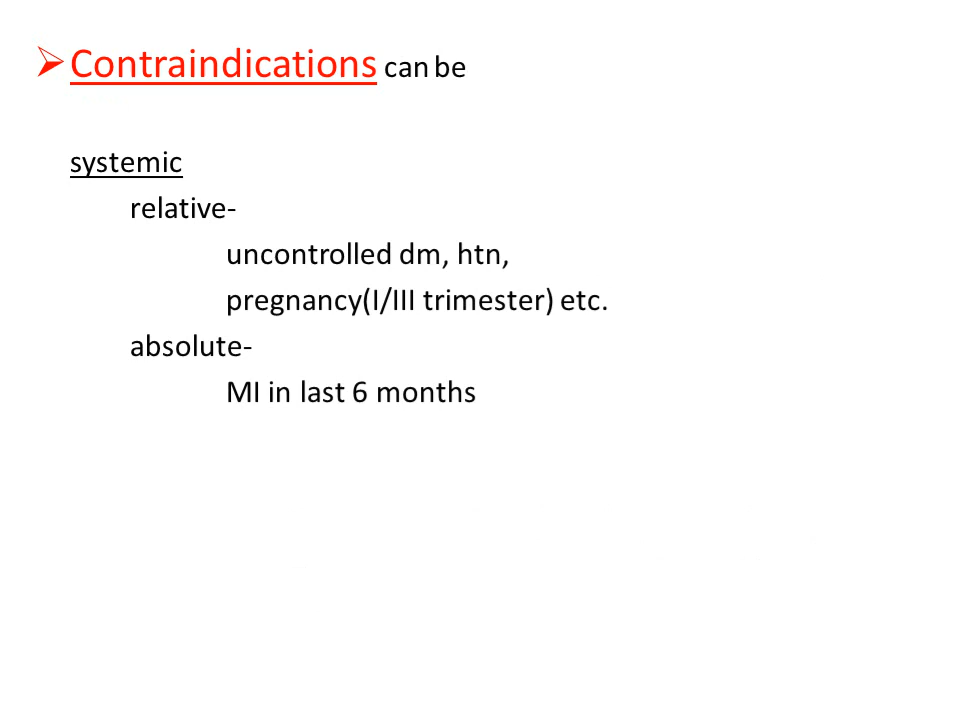 Contraindications can be
systemic
relative-
uncontrolled dm, htn,
pregnancy(I/III trimester) etc.
absolute-
MI in last 6 months